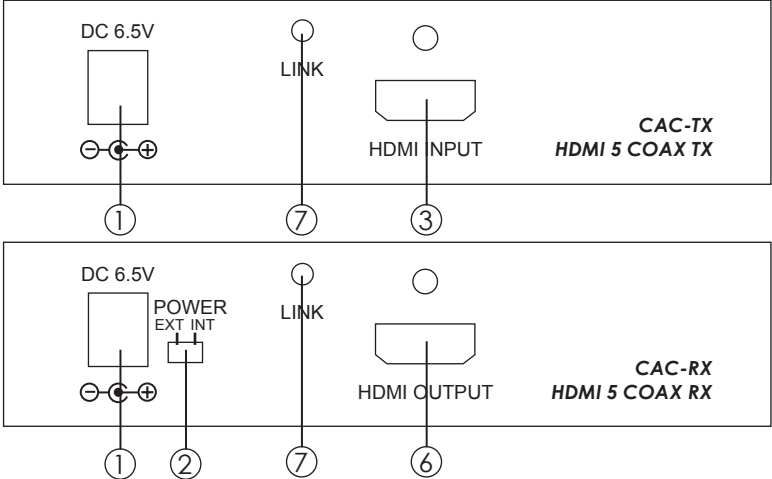 DC 6.5V
LINK
HDMI INPUT
CAC-TX
HDMI 5 COAX TX
1 7 3
DC 6.5V
POWER
EXT INT
LINK
HDMI OUTPUT
CAC-RX
HDMI 5 COAX RX
1 2 7 6